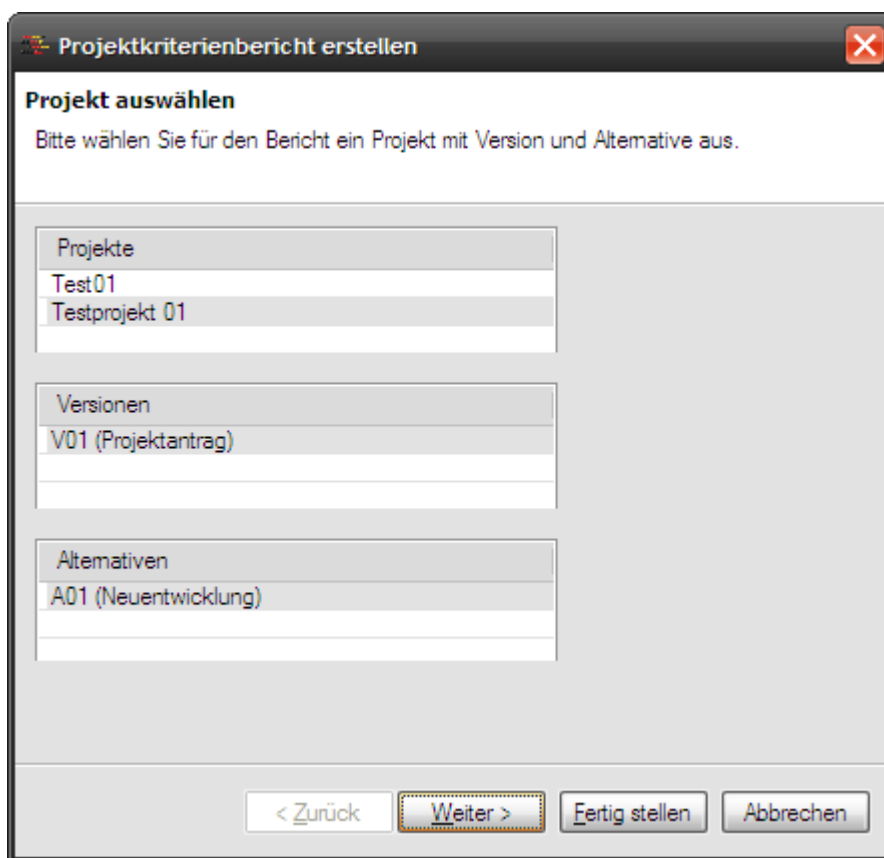 Projektkriterienbericht erstellen
Projekt auswählen
Bitte wählen Sie für den Bericht ein Projekt mit Version und Alternative aus.
Projekte
Test01
Testprojekt 01
Versionen
V01 (Projektantrag)
Alternativen
A01 (Neuentwicklung)
< Zurück Weiter > Fertig stellen Abbrechen